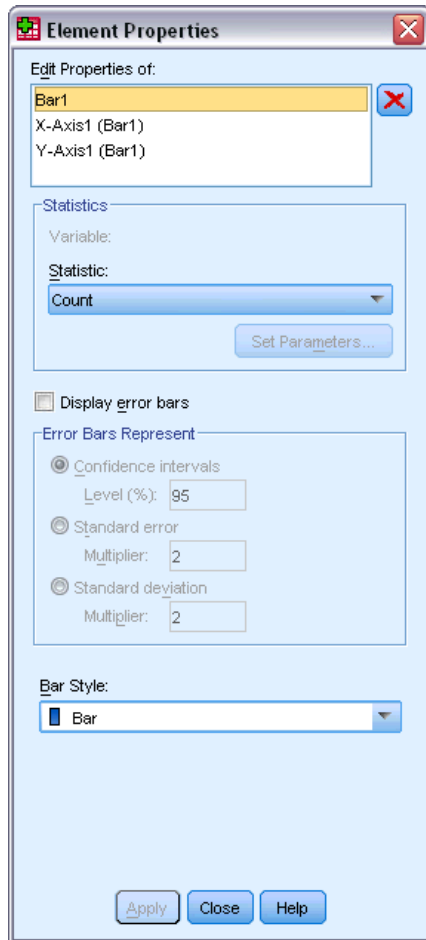 Element Properties
Edit Properties of:
Bar1
X-Axis1 (Bar1)
Y-Axis1 (Bar1)
Statistics
Variable:
Statistic:
Count
Set Parameters...
Display error bars
Error Bars Represent
Confidence intervals
Level (%): 95
Standard error
Multiplier: 2
Standard deviation
Multiplier: 2
Bar Style:
Bar
Apply Close Help